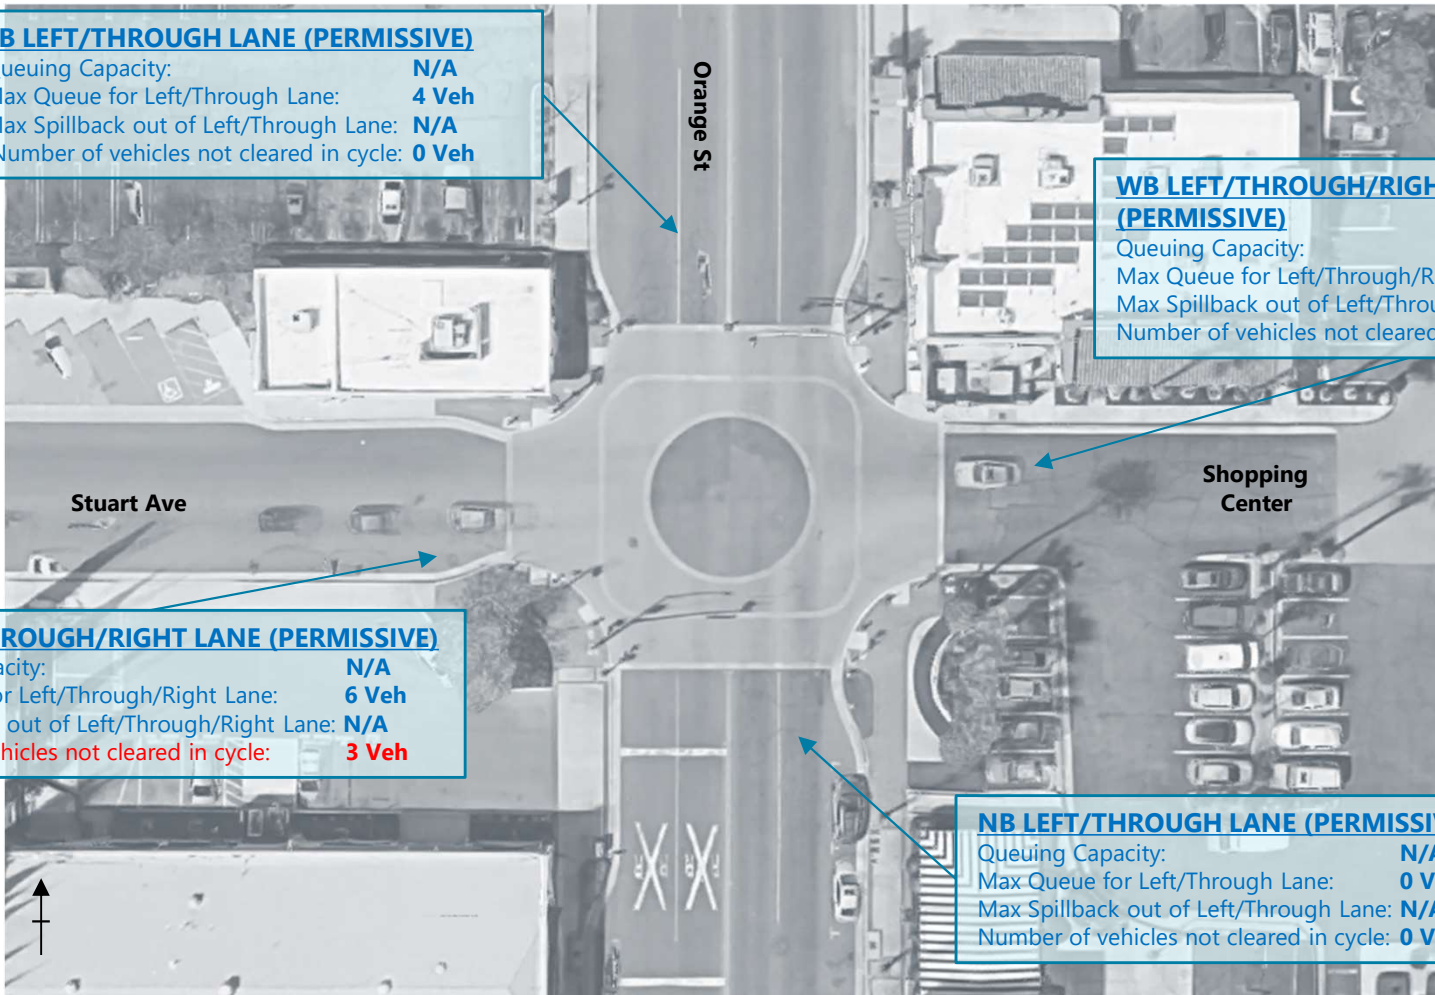 B LEFT/THROUGH LANE (PERMISSIVE)
ueuing Capacity: N/A
ax Queue for Left/Through Lane: 4 Veh
ax Spillback out of Left/Through Lane: N/A
Number of vehicles not cleared in cycle: 0 Veh
Orange St
WB LEFT/THROUGH/RIGH
(PERMISSIVE)
Queuing Capacity:
Max Queue for Left/Through/R
Max Spillback out of Left/Throu
Number of vehicles not cleared
Stuart Ave
Shopping
Center
ROUGH/RIGHT LANE (PERMISSIVE)
acity: N/A
or Left/Through/Right Lane: 6 Veh
out of Left/Through/Right Lane: N/A
hicles not cleared in cycle: 3 Veh
NB LEFT/THROUGH LANE (PERMISSIV
Queuing Capacity: N/A
Max Queue for Left/Through Lane: 0 V
Max Spillback out of Left/Through Lane: N/A
Number of vehicles not cleared in cycle: 0 V